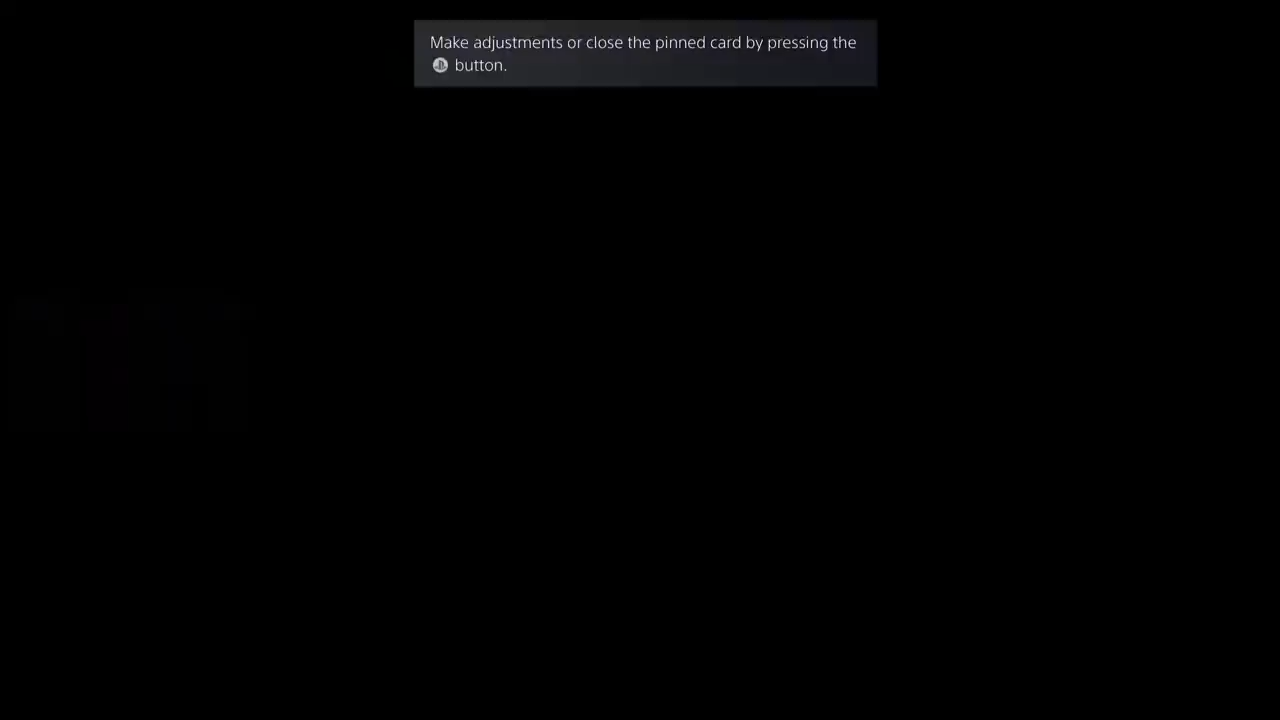 Make adjustments or close the pinned card by pressing the
button.